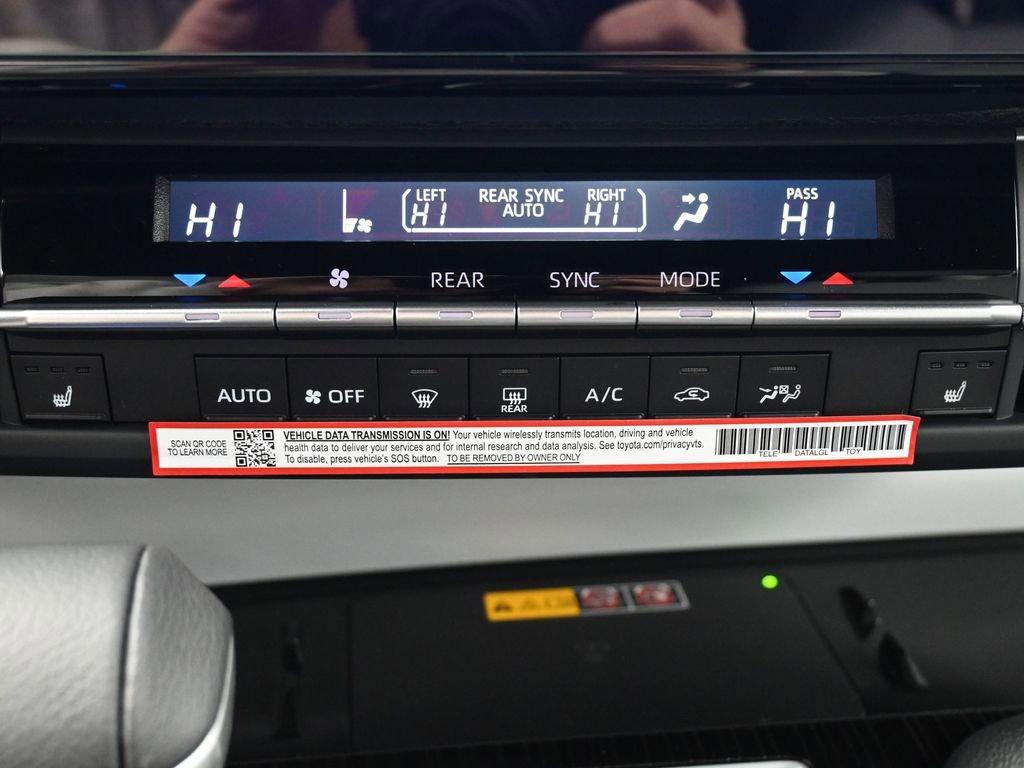 LEFT REAR SYNC RIGHT PASS
HI HI AUTO HI HI
REAR SYNC MODE
AUTO OFF REAR A/C
SCAN QR CODE
TO LEARN MORE
VEHICLE DATA TRANSMISSION IS ON! Your vehicle wirelessly transmits location, driving and vehicle
health data to deliver your services and for internal research and data analysis. See toyota.com/privacyvts.
To disable, press vehicle's SOS button. TO BE REMOVED BY OWNER ONLY
TELE DATALGL TOY